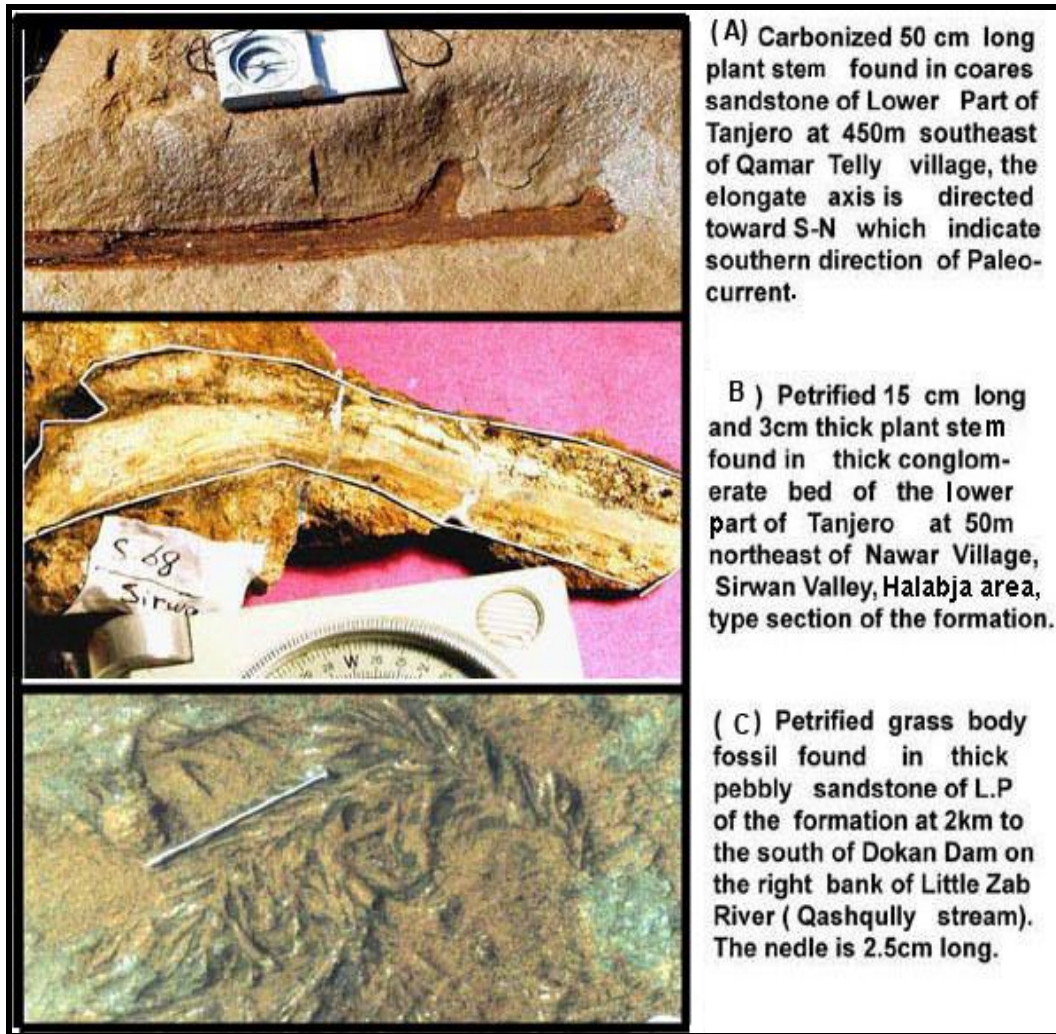 (A) Carbonized 50 cm long
plant stem found in coares
sandstone of Lower Part of
Tanjero at 450m southeast
of Qamar Telly village, the
elongate axis is directed
toward S-N which indicate
southern direction of Paleo-
current.
S.68
Sirwa
W
B ) Petrified 15 cm long
and 3cm thick plant stem
found in thick conglom-
erate bed of the lower
part of Tanjero at 50m
northeast of Nawar Village,
Sirwan Valley, Halabja area,
type section of the formation.
( C) Petrified grass body
fossil found in thick
pebbly sandstone of L.P
of the formation at 2km to
the south of Dokan Dam on
the right bank of Little Zab
River ( Qashqully stream).
The nedle is 2.5cm long.